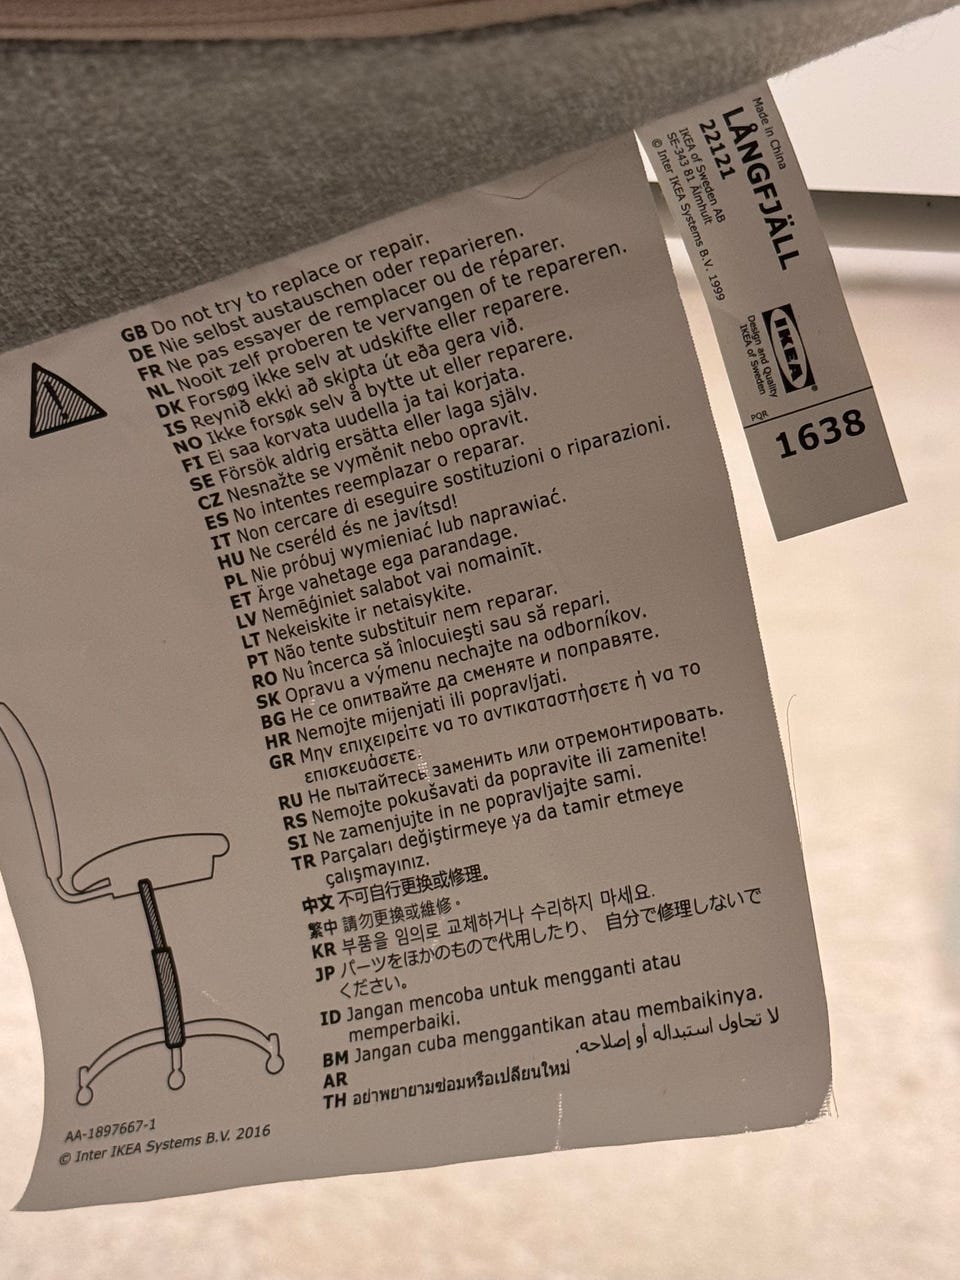 GB Do not try to replace or repair.
DE Nie selbst austauschen oder reparieren.
FR Ne pas essayer de remplacer ou de réparer.
NL Nooit zelf proberen te vervangen of te repareren.
DK Forsøg ikke selv at udskifte eller reparere.
IS Reynið ekki að skipta út eða gera við.
NO Ikke forsøk selv å bytte ut eller reparere.
FI Ei saa korvata uudella ja tai korjata.
SE Försök aldrig ersätta eller laga själv.
CZ Nesnažte se vyměnit nebo opravit.
ES No intentes reemplazar o reparar.
IT Non cercare di eseguire sostituzioni o riparazioni.
HU Ne cseréld és ne javítsd!
PL Nie próbuj wymieniać lub naprawiać.
ET Ärge vahetage ega parandage.
LV Nemēģiniet salabot vai nomainīt.
LT Nekeiskite ir netaisykite.
PT Não tente substituir nem reparar.
RO Nu încerca să înlocuieşti sau să repari.
SK Opravu a výmenu nechajte na odborníkov.
BG Не се опитвайте да сменяте и поправяте.
HR Nemojte mijenjati ili popravljati.
GR Μην επιχειρείτε να το αντικαταστήσετε ή να το
επισκευάσετε.
RU Не пытайтесь заменить или отремонтировать.
RS Nemojte pokušavati da popravite ili zamenite!
SI Ne zamenjujte in ne popravljajte sami.
TR Parçaları değiştirmeye ya da tamir etmeye
çalışmayınız.
中文 不可自行更换或修理。
繁中 請勿更換或維修。
KR 부품을 임의로 교체하거나 수리하지 마세요.
JP パーツをほかのもので代用したり、自分で修理しないで
ください。
ID Jangan mencoba untuk mengganti atau
memperbaiki.
BM Jangan cuba menggantikan atau membaikinya.
AR لا تحاول استبداله أو إصلاحه.
TH อย่าพยายามซ่อมหรือเปลี่ยนใหม่
AA-1897667-1
© Inter IKEA Systems B.V. 2016
Made in China
LÅNGFJÄLL
22121
IKEA of Sweden AB
SE-343 81 Älmhult
© Inter IKEA Systems B.V. 1999
IKEA®
Design and Quality
IKEA of Sweden
PQR
1638